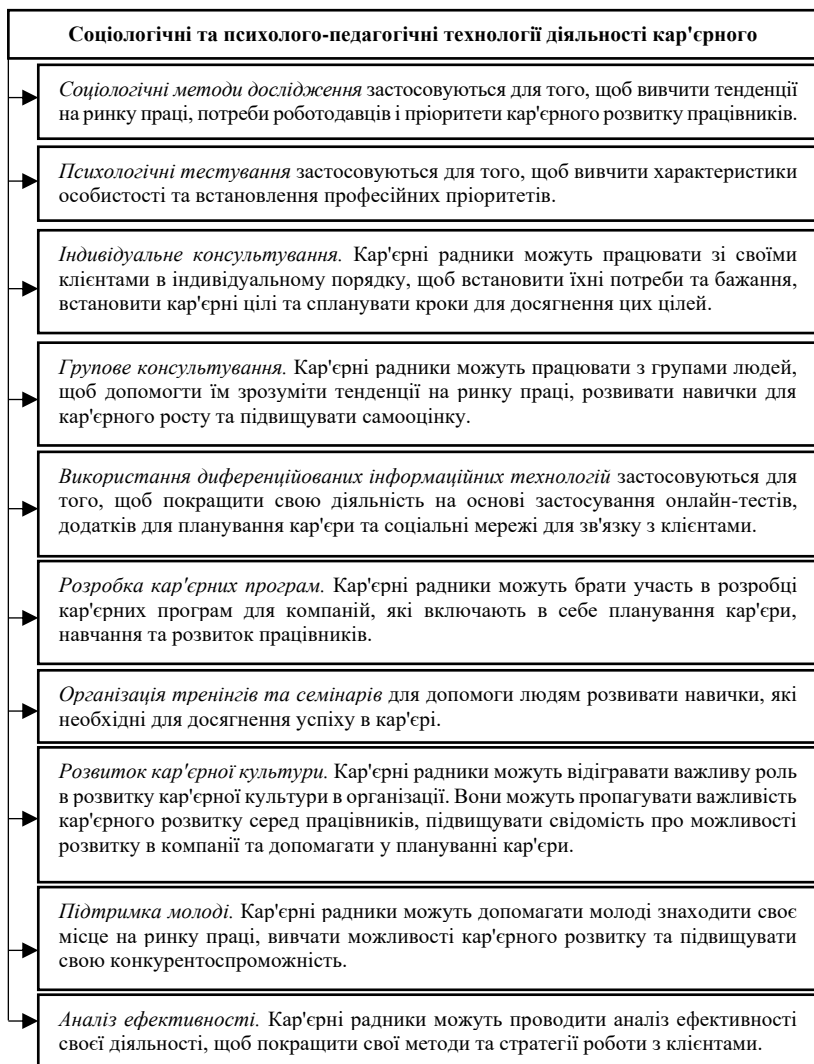 Соціологічні та психолого-педагогічні технології діяльності кар'єрного
Соціологічні методи дослідження застосовуються для того, щоб вивчити тенденції
на ринку праці, потреби роботодавців і пріоритети кар'єрного розвитку працівників.
Психологічні тестування застосовуються для того, щоб вивчити характеристики
особистості та встановлення професійних пріоритетів.
Індивідуальне консультування. Кар'єрні радники можуть працювати зі своїми
клієнтами в індивідуальному порядку, щоб встановити їхні потреби та бажання,
встановити кар'єрні цілі та спланувати кроки для досягнення цих цілей.
Групове консультування. Кар'єрні радники можуть працювати з групами людей,
щоб допомогти їм зрозуміти тенденції на ринку праці, розвивати навички для
кар'єрного росту та підвищувати самооцінку.
Використання диференційованих інформаційних технологій застосовуються для
того, щоб покращити свою діяльність на основі застосування онлайн-тестів,
додатків для планування кар'єри та соціальні мережі для зв'язку з клієнтами.
Розробка кар'єрних програм. Кар'єрні радники можуть брати участь в розробці
кар'єрних програм для компаній, які включають в себе планування кар'єри,
навчання та розвиток працівників.
Організація тренінгів та семінарів для допомоги людям розвивати навички, які
необхідні для досягнення успіху в кар'єрі.
Розвиток кар'єрної культури. Кар'єрні радники можуть відігравати важливу роль
в розвитку кар'єрної культури в організації. Вони можуть пропагувати важливість
кар'єрного розвитку серед працівників, підвищувати свідомість про можливості
розвитку в компанії та допомагати у плануванні кар'єри.
Підтримка молоді. Кар'єрні радники можуть допомагати молоді знаходити своє
місце на ринку праці, вивчати можливості кар'єрного розвитку та підвищувати
свою конкурентоспроможність.
Аналіз ефективності. Кар'єрні радники можуть проводити аналіз ефективності
своєї діяльності, щоб покращити свої методи та стратегії роботи з клієнтами.